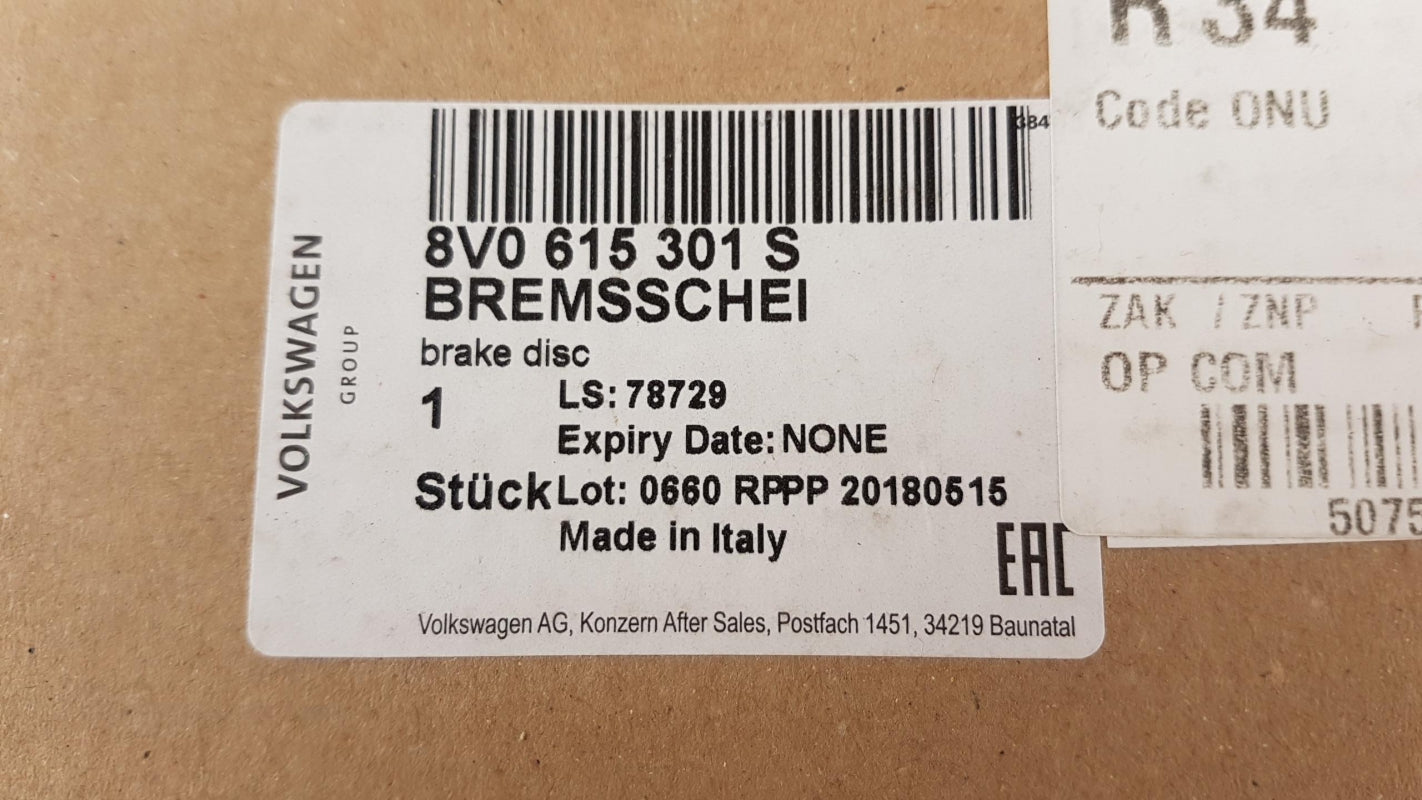 VOLKSWAGEN
GROUP
384
8V0 615 301 S
BREMSSCHEI
brake disc
1
LS: 78729
Expiry Date: NONE
Stück Lot: 0660 RPPP 20180515
Made in Italy
EAC
Volkswagen AG, Konzern After Sales, Postfach 1451, 34219 Baunatal
R 34
Code ONU
ZAK / ZNP
OP COM
5075